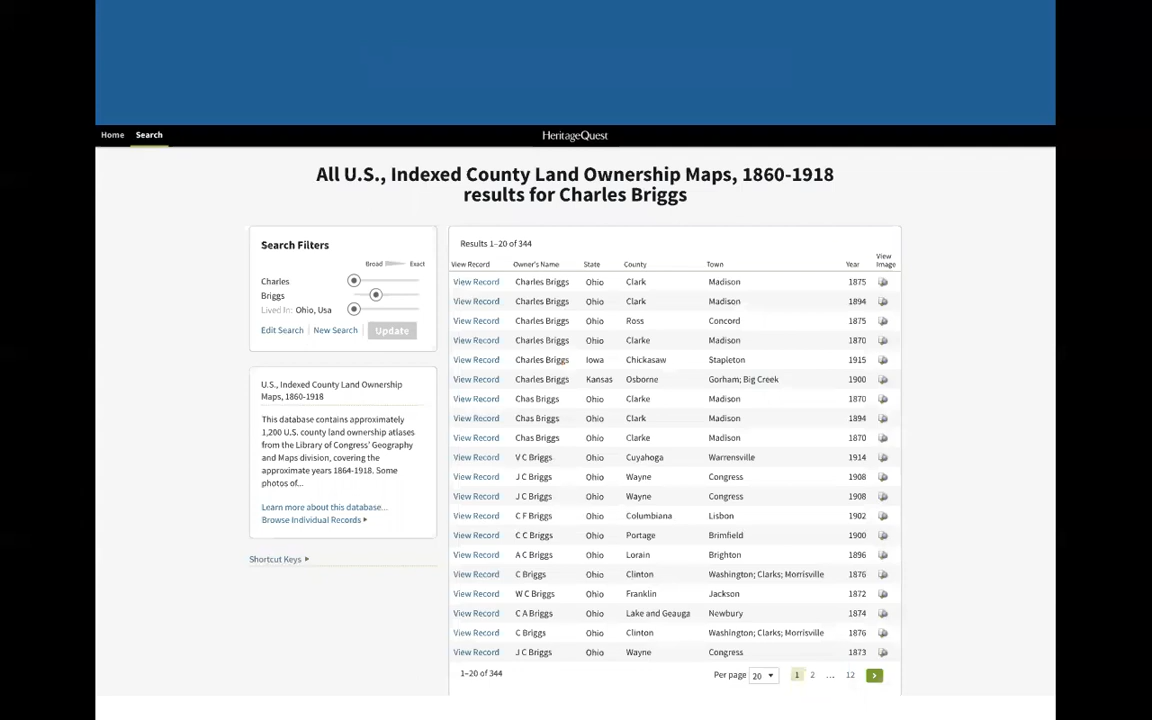 Home Search HeritageQuest
All U.S., Indexed County Land Ownership Maps, 1860-1918
results for Charles Briggs
Search Filters
Broad Exact
Charles
Briggs
Lived In: Ohio, Usa
Edit Search New Search Update
U.S., Indexed County Land Ownership
Maps, 1860-1918
This database contains approximately
1,200 U.S. county land ownership atlases
from the Library of Congress' Geography
and Maps division, covering the
approximate years 1864-1918. Some
photos of...
Learn more about this database...
Browse Individual Records
Shortcut Keys
Results 1–20 of 344
View Record Owner's Name State County Town Year View Image
View Record Charles Briggs Ohio Clark Madison 1875
View Record Charles Briggs Ohio Clark Madison 1894
View Record Charles Briggs Ohio Ross Concord 1875
View Record Charles Briggs Ohio Clarke Madison 1870
View Record Charles Briggs Iowa Chickasaw Stapleton 1915
View Record Charles Briggs Kansas Osborne Gorham; Big Creek 1900
View Record Chas Briggs Ohio Clarke Madison 1870
View Record Chas Briggs Ohio Clark Madison 1894
View Record Chas Briggs Ohio Clarke Madison 1870
View Record V C Briggs Ohio Cuyahoga Warrensville 1914
View Record J C Briggs Ohio Wayne Congress 1908
View Record J C Briggs Ohio Wayne Congress 1908
View Record C F Briggs Ohio Columbiana Lisbon 1902
View Record C C Briggs Ohio Portage Brimfield 1900
View Record A C Briggs Ohio Lorain Brighton 1896
View Record C Briggs Ohio Clinton Washington; Clarks; Morrisville 1876
View Record W C Briggs Ohio Franklin Jackson 1872
View Record C A Briggs Ohio Lake and Geauga Newbury 1874
View Record C Briggs Ohio Clinton Washington; Clarks; Morrisville 1876
View Record J C Briggs Ohio Wayne Congress 1873
1–20 of 344 Per page 20 1 2 ... 12